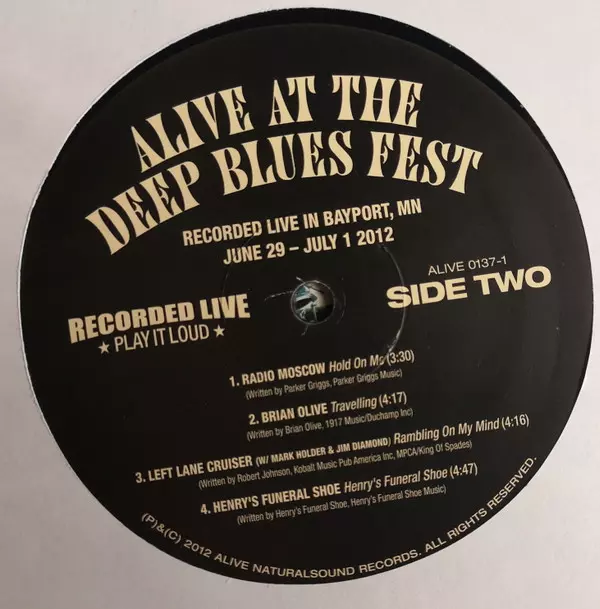 ALIVE AT THE
DEEP BLUES FEST
RECORDED LIVE IN BAYPORT, MN
JUNE 29 – JULY 1 2012
ALIVE 0137-1
SIDE TWO
RECORDED LIVE
★ PLAY IT LOUD ★
1. RADIO MOSCOW Hold On Me (3:30)
(Written by Parker Griggs, Parker Griggs Music)
2. BRIAN OLIVE Travelling (4:17)
(Written by Brian Olive, 1917 Music/Duchamp Inc)
3. LEFT LANE CRUISER (W/ MARK HOLDER & JIM DIAMOND) Rambling On My Mind (4:16)
(Written by Robert Johnson, Kobalt Music Pub America Inc, MPCA/King Of Spades)
4. HENRY'S FUNERAL SHOE Henry's Funeral Shoe (4:47)
(Written by Henry's Funeral Shoe, Henry's Funeral Shoe Music)
(P)&(C) 2012 ALIVE NATURALSOUND RECORDS. ALL RIGHTS RESERVED.